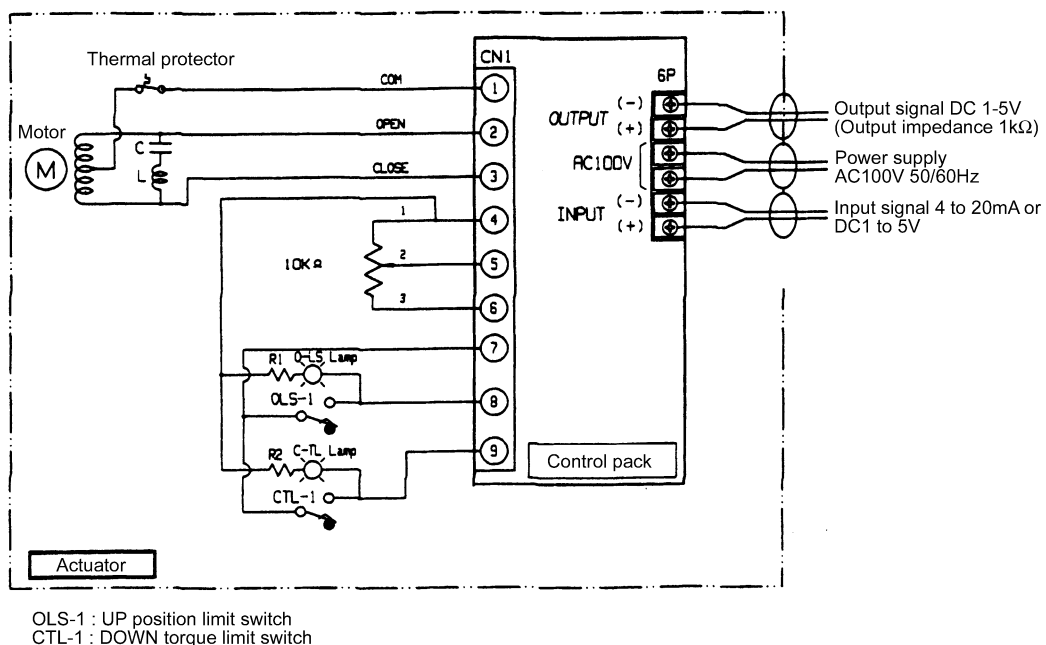 Thermal protector
COM
CN1
1
6P
Motor
M
C
L
OPEN
2
CLOSE
3
OUTPUT
(-)
(+)
Output signal DC 1-5V
(Output impedance 1kΩ)
AC100V
Power supply
AC100V 50/60Hz
INPUT
(-)
(+)
Input signal 4 to 20mA or
DC1 to 5V
1
4
10KΩ
2
5
3
6
7
R1 O-LS Lamp
OLS-1
8
R2 C-TL Lamp
CTL-1
9
Control pack
Actuator
OLS-1 : UP position limit switch
CTL-1 : DOWN torque limit switch